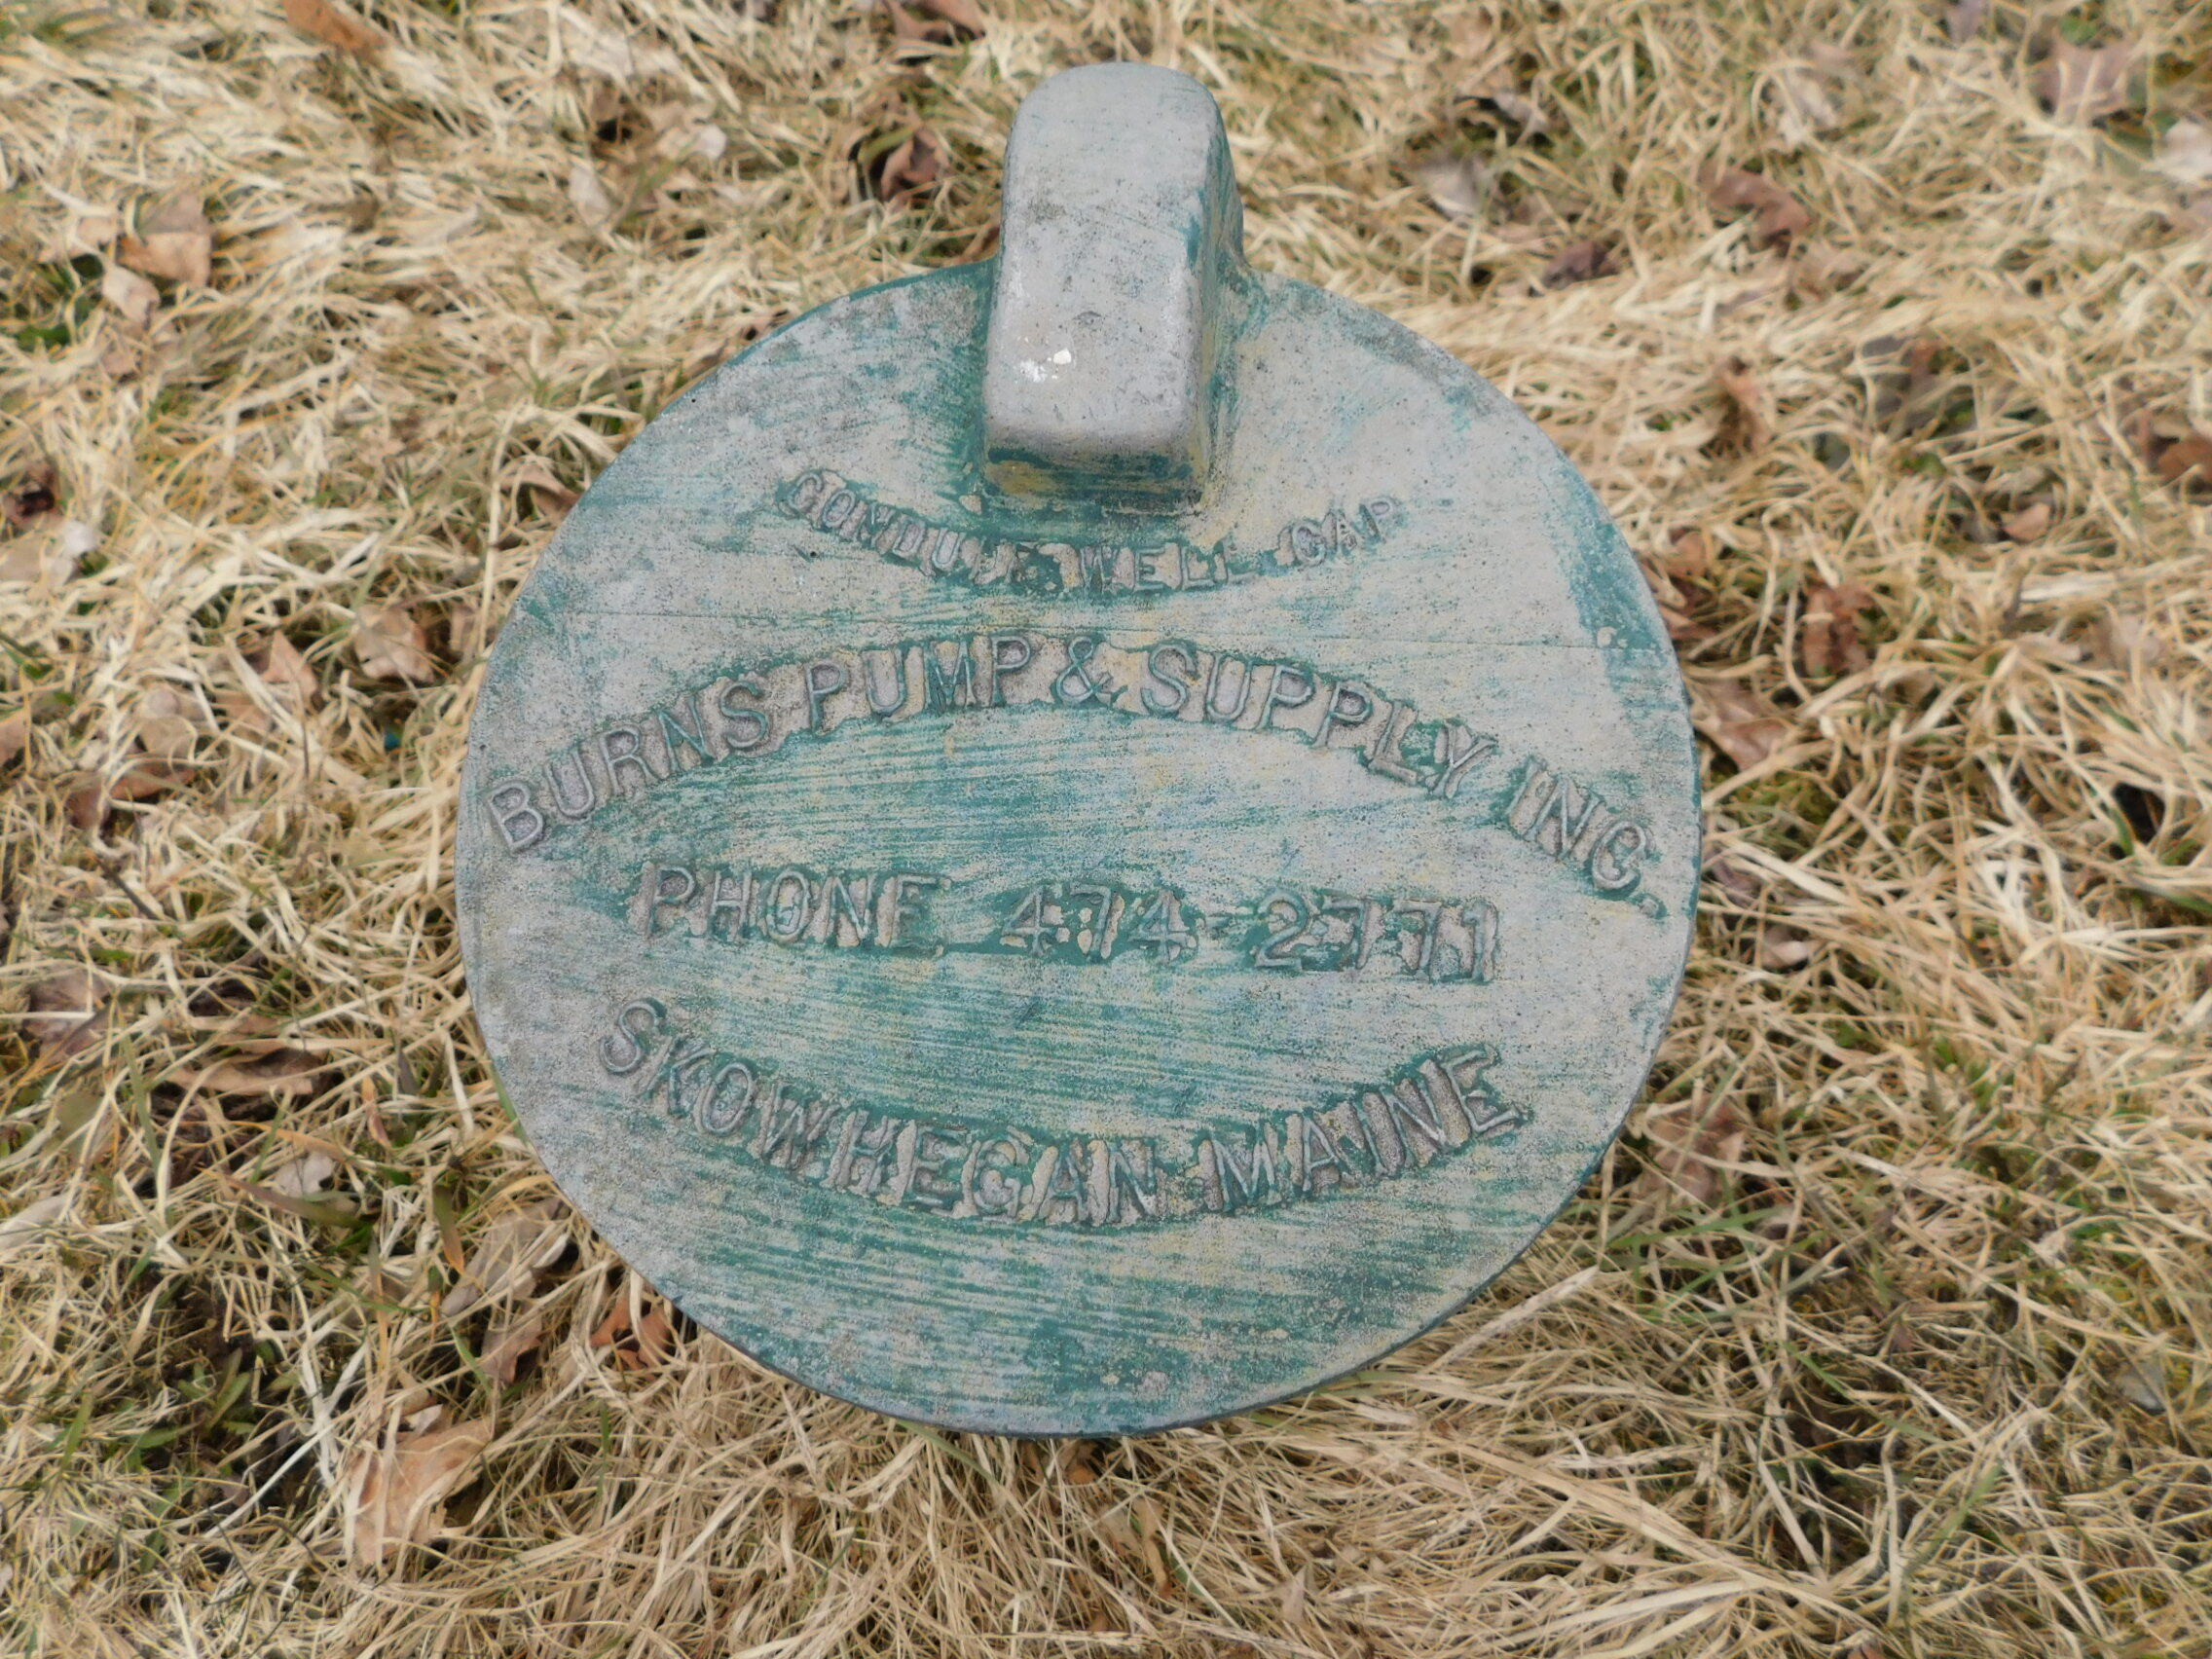 CONDUIT WELL CAP
BURNS PUMP & SUPPLY INC.
PHONE 474-2771
SKOWHEGAN MAINE